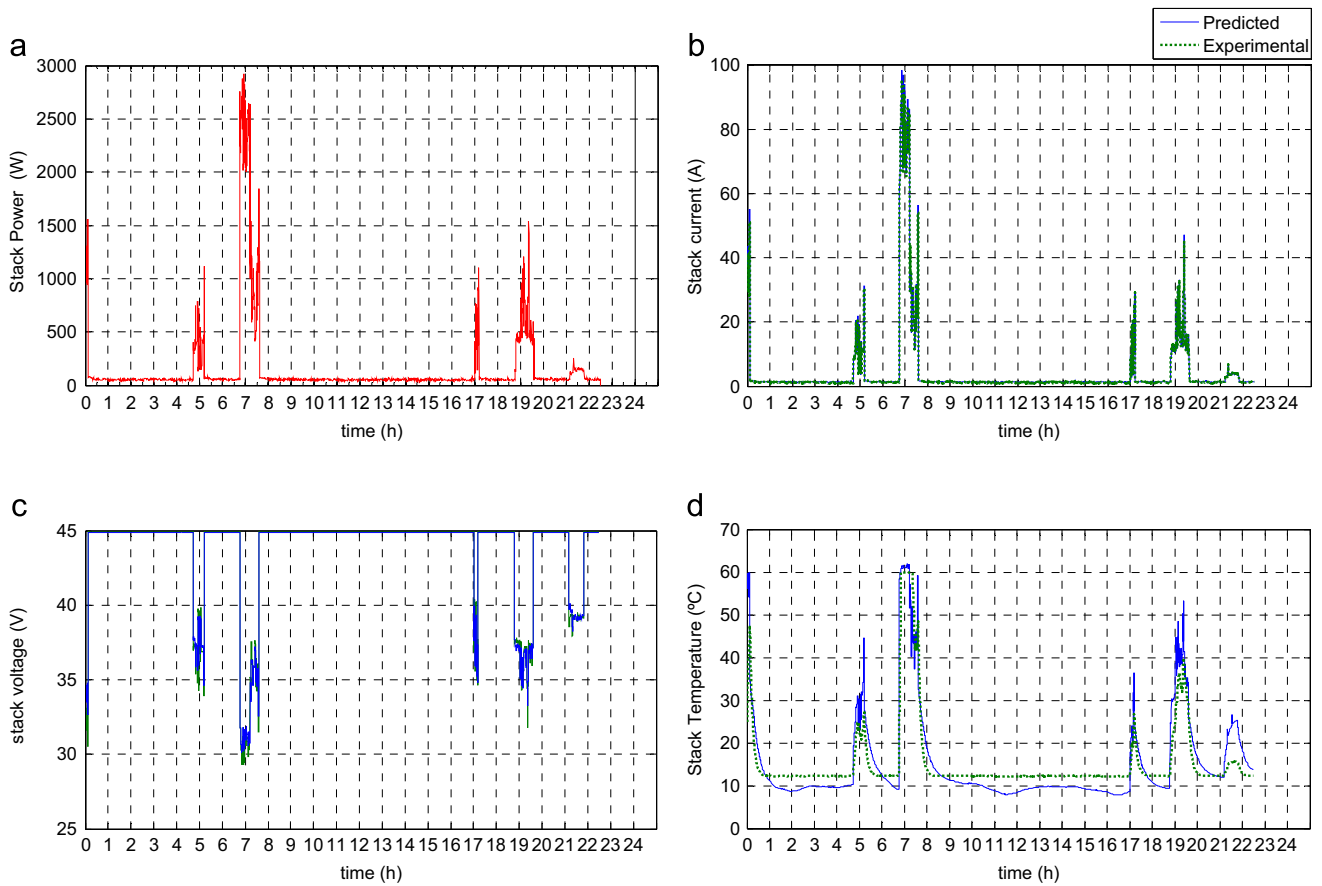 a
3000
2500
2000
1500
1000
500
0
Stack Power (W)
0 1 2 3 4 5 6 7 8 9 10 11 12 13 14 15 16 17 18 19 20 21 22 23 24
time (h)
b
Predicted
Experimental
100
80
60
40
20
0
Stack current (A)
0 1 2 3 4 5 6 7 8 9 10 11 12 13 14 15 16 17 18 19 20 21 22 23 24
time (h)
c
45
40
35
30
25
stack voltage (V)
0 1 2 3 4 5 6 7 8 9 10 11 12 13 14 15 16 17 18 19 20 21 22 23 24
time (h)
d
70
60
50
40
30
20
10
0
Stack Temperature (ºC)
0 1 2 3 4 5 6 7 8 9 10 11 12 13 14 15 16 17 18 19 20 21 22 23 24
time (h)